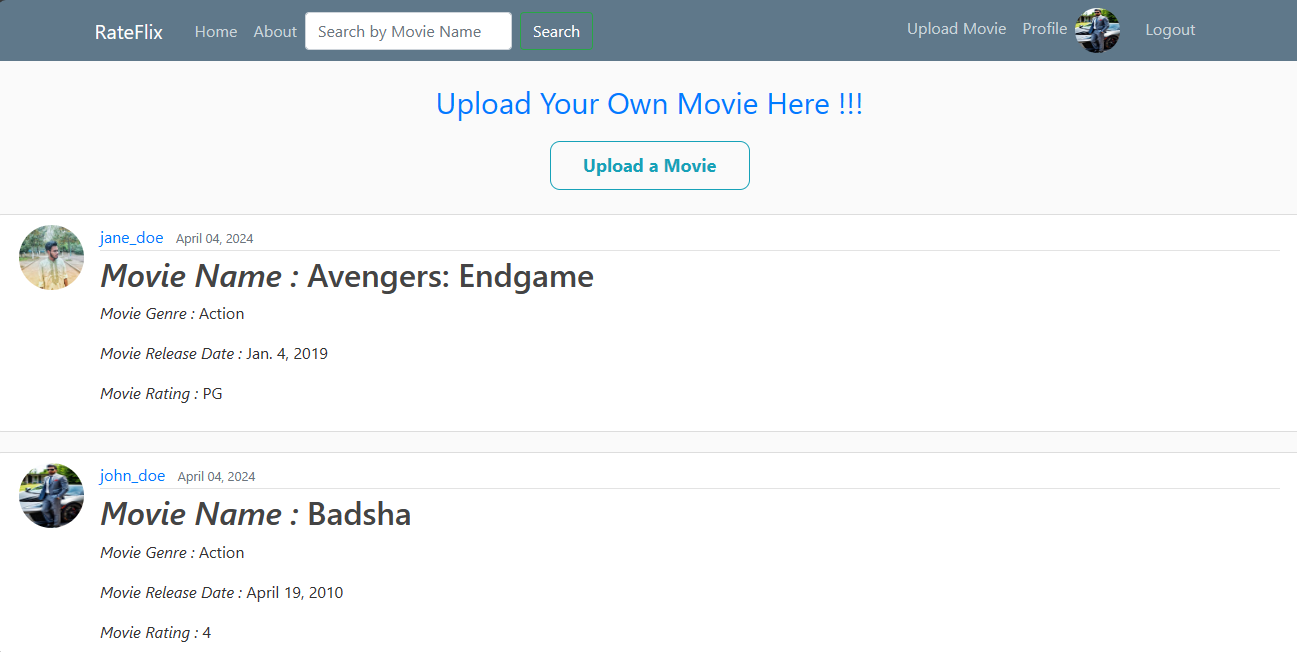 RateFlix Home About Search by Movie Name Search Upload Movie Profile Logout
Upload Your Own Movie Here !!!
Upload a Movie
jane_doe April 04, 2024
Movie Name : Avengers: Endgame
Movie Genre : Action
Movie Release Date : Jan. 4, 2019
Movie Rating : PG
john_doe April 04, 2024
Movie Name : Badsha
Movie Genre : Action
Movie Release Date : April 19, 2010
Movie Rating : 4